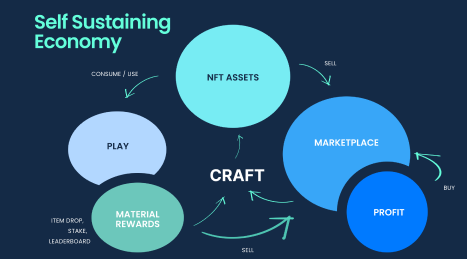 Self Sustaining
Economy
CONSUME / USE
NFT ASSETS
SELL
PLAY
MARKETPLACE
CRAFT
BUY
MATERIAL
REWARDS
PROFIT
ITEM DROP,
STAKE,
LEADERBOARD
SELL